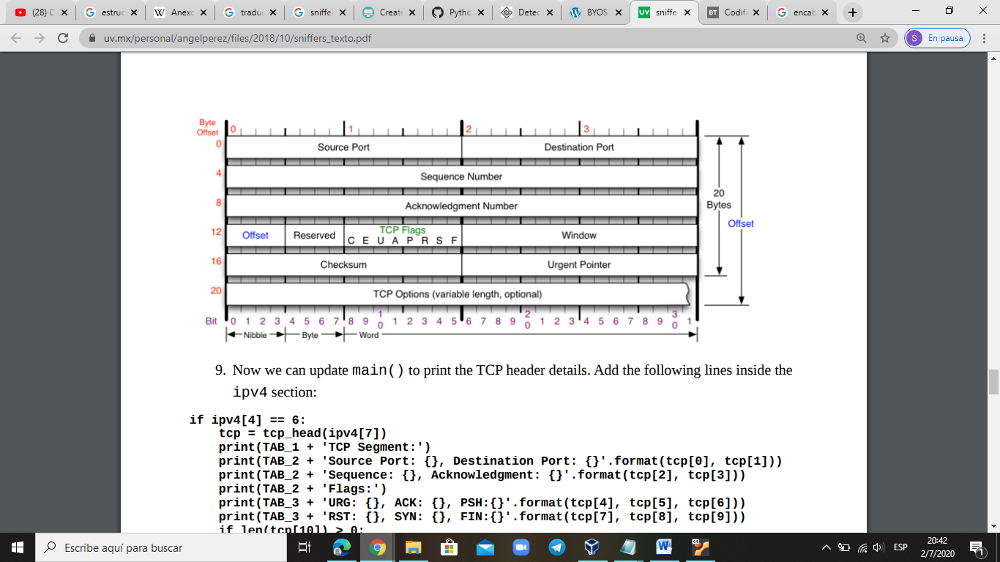 (28) C
estruc
Anexo
traduc
sniffer
Create
Pytho
Detec
BYOS
UV sniffe
BT Codifi
encab
uv.mx/personal/angelperez/files/2018/10/sniffers_texto.pdf
S En pausa
Byte
Offset
0 1 2 3
0 Source Port Destination Port
4 Sequence Number
8 Acknowledgment Number
12 Offset Reserved TCP Flags Window
C E U A P R S F
16 Checksum Urgent Pointer
20 TCP Options (variable length, optional)
20
Bytes
Offset
Bit 0 1 2 3 4 5 6 7 8 9 10 1 2 3 4 5 6 7 8 9 20 1 2 3 4 5 6 7 8 9 30 1
Nibble Byte Word
9. Now we can update main() to print the TCP header details. Add the following lines inside the
ipv4 section:
if ipv4[4] == 6:
tcp = tcp_head(ipv4[7])
print(TAB_1 + 'TCP Segment:')
print(TAB_2 + 'Source Port: {}, Destination Port: {}'.format(tcp[0], tcp[1]))
print(TAB_2 + 'Sequence: {}, Acknowledgment: {}'.format(tcp[2], tcp[3]))
print(TAB_2 + 'Flags:')
print(TAB_3 + 'URG: {}, ACK: {}, PSH:{}'.format(tcp[4], tcp[5], tcp[6]))
print(TAB_3 + 'RST: {}, SYN: {}, FIN:{}'.format(tcp[7], tcp[8], tcp[9]))
if len(tcp[10]) > 0:
Escribe aquí para buscar
ESP
20:42
2/7/2020
1